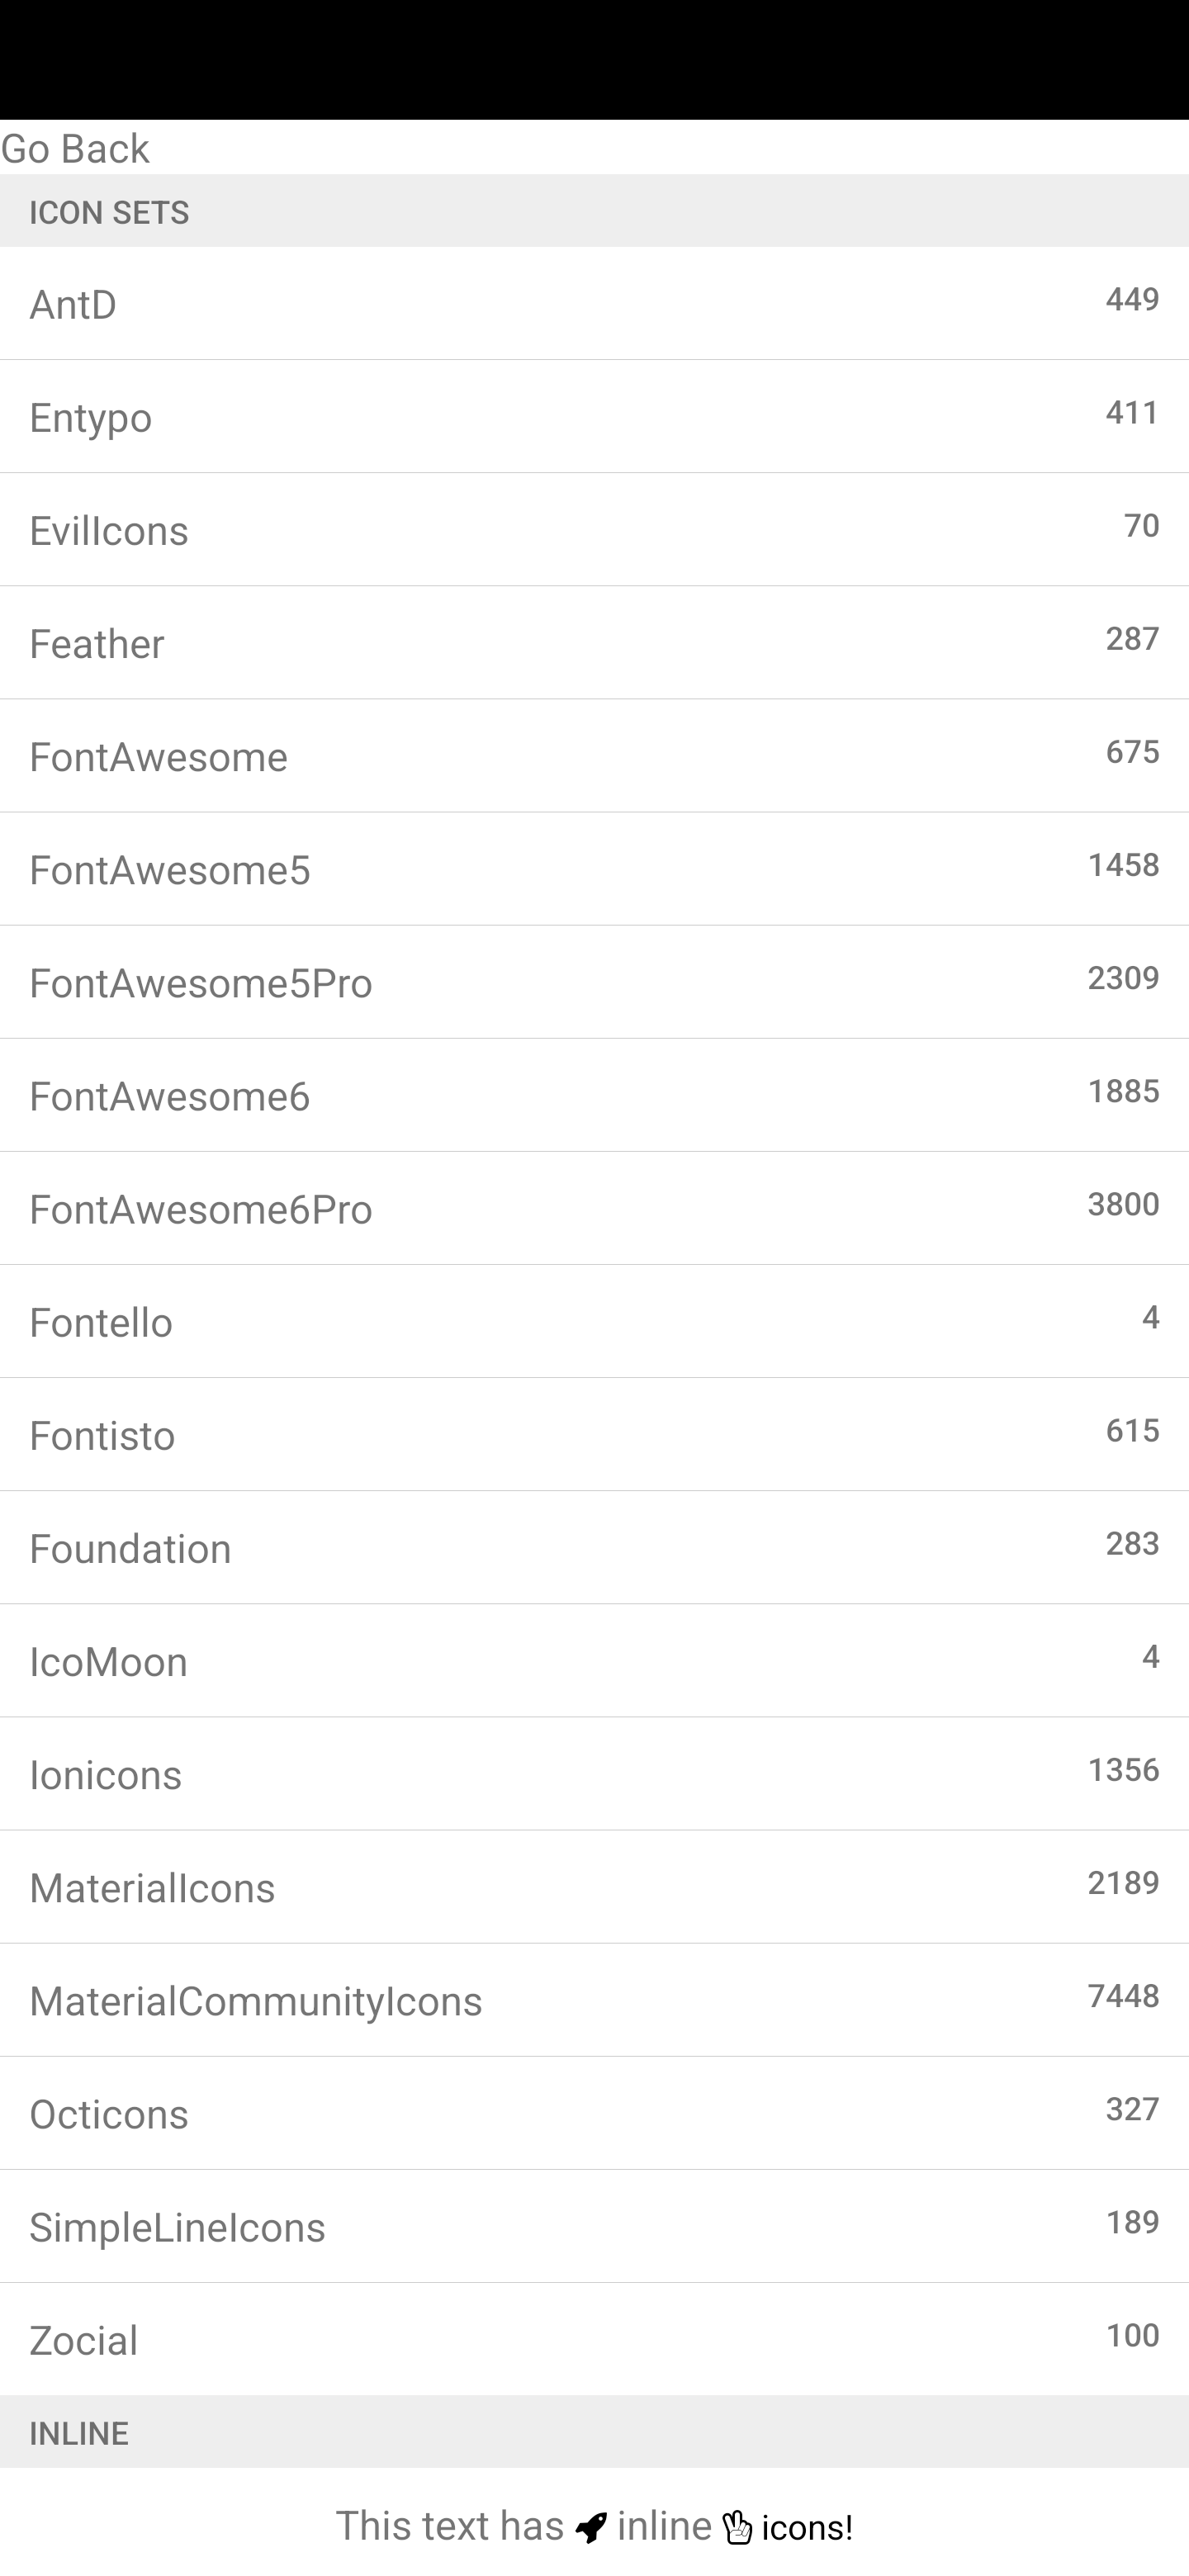 Go Back
ICON SETS
AntD 449
Entypo 411
EvilIcons 70
Feather 287
FontAwesome 675
FontAwesome5 1458
FontAwesome5Pro 2309
FontAwesome6 1885
FontAwesome6Pro 3800
Fontello 4
Fontisto 615
Foundation 283
IcoMoon 4
Ionicons 1356
MaterialIcons 2189
MaterialCommunityIcons 7448
Octicons 327
SimpleLineIcons 189
Zocial 100
INLINE
This text has inline icons!